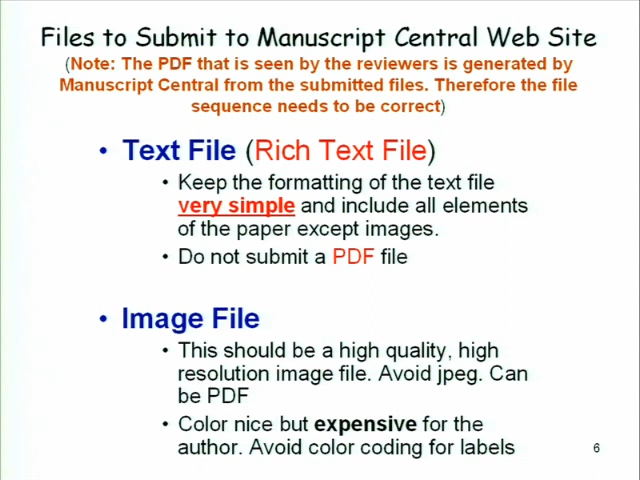 Files to Submit to Manuscript Central Web Site
(Note: The PDF that is seen by the reviewers is generated by
Manuscript Central from the submitted files. Therefore the file
sequence needs to be correct)
• Text File (Rich Text File)
• Keep the formatting of the text file
very simple and include all elements
of the paper except images.
• Do not submit a PDF file
• Image File
• This should be a high quality, high
resolution image file. Avoid jpeg. Can
be PDF
• Color nice but expensive for the
author. Avoid color coding for labels
6